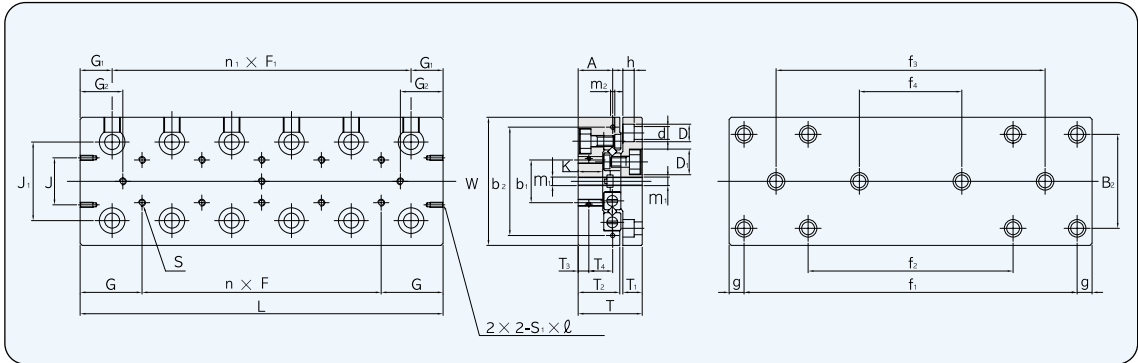 G₁ n₁ × F₁ G₁
G₂ G₂
J₁ J
S
G n × F G
L
2 × 2-S₁ × ℓ
A h
m₂
d D
D₁
W b₂ b₁ K m₁
m₁
T₃ T₄
T₂ T₁
T
f₃
f₄
B₂
f₂
g f₁ g